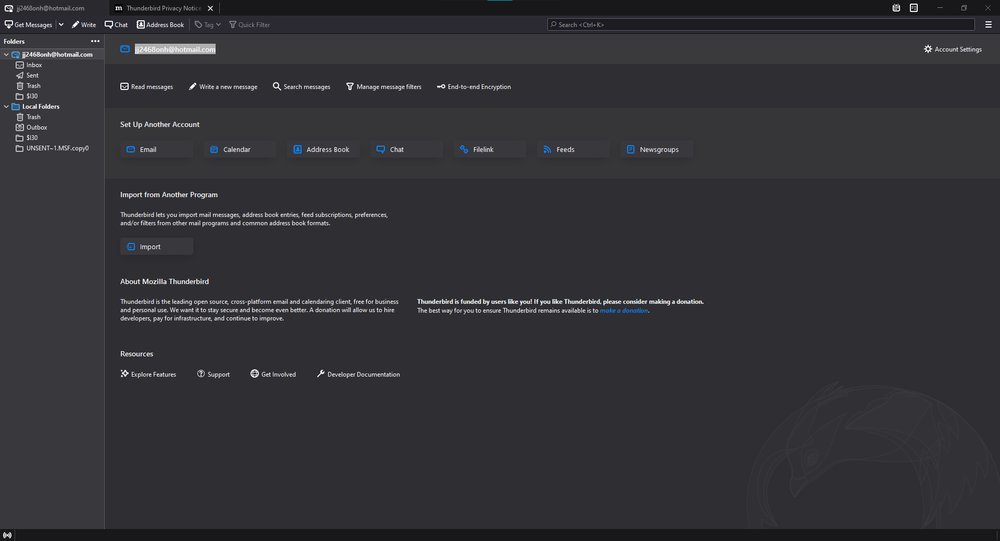 jj2468onh@hotmail.com
m Thunderbird Privacy Notice
Get Messages Write Chat Address Book Tag Quick Filter Search <Ctrl+K>
Folders
jj2468onh@hotmail.com
Inbox
Sent
Trash
$I30
Local Folders
Trash
Outbox
$I30
UNSENT~1.MSF.copy0
jj2468onh@hotmail.com
Account Settings
Read messages Write a new message Search messages Manage message filters End-to-end Encryption
Set Up Another Account
Email Calendar Address Book Chat Filelink Feeds Newsgroups
Import from Another Program
Thunderbird lets you import mail messages, address book entries, feed subscriptions, preferences,
and/or filters from other mail programs and common address book formats.
Import
About Mozilla Thunderbird
Thunderbird is the leading open source, cross-platform email and calendaring client, free for business
and personal use. We want it to stay secure and become even better. A donation will allow us to hire
developers, pay for infrastructure, and continue to improve.
Thunderbird is funded by users like you! If you like Thunderbird, please consider making a donation.
The best way for you to ensure Thunderbird remains available is to make a donation.
Resources
Explore Features Support Get Involved Developer Documentation